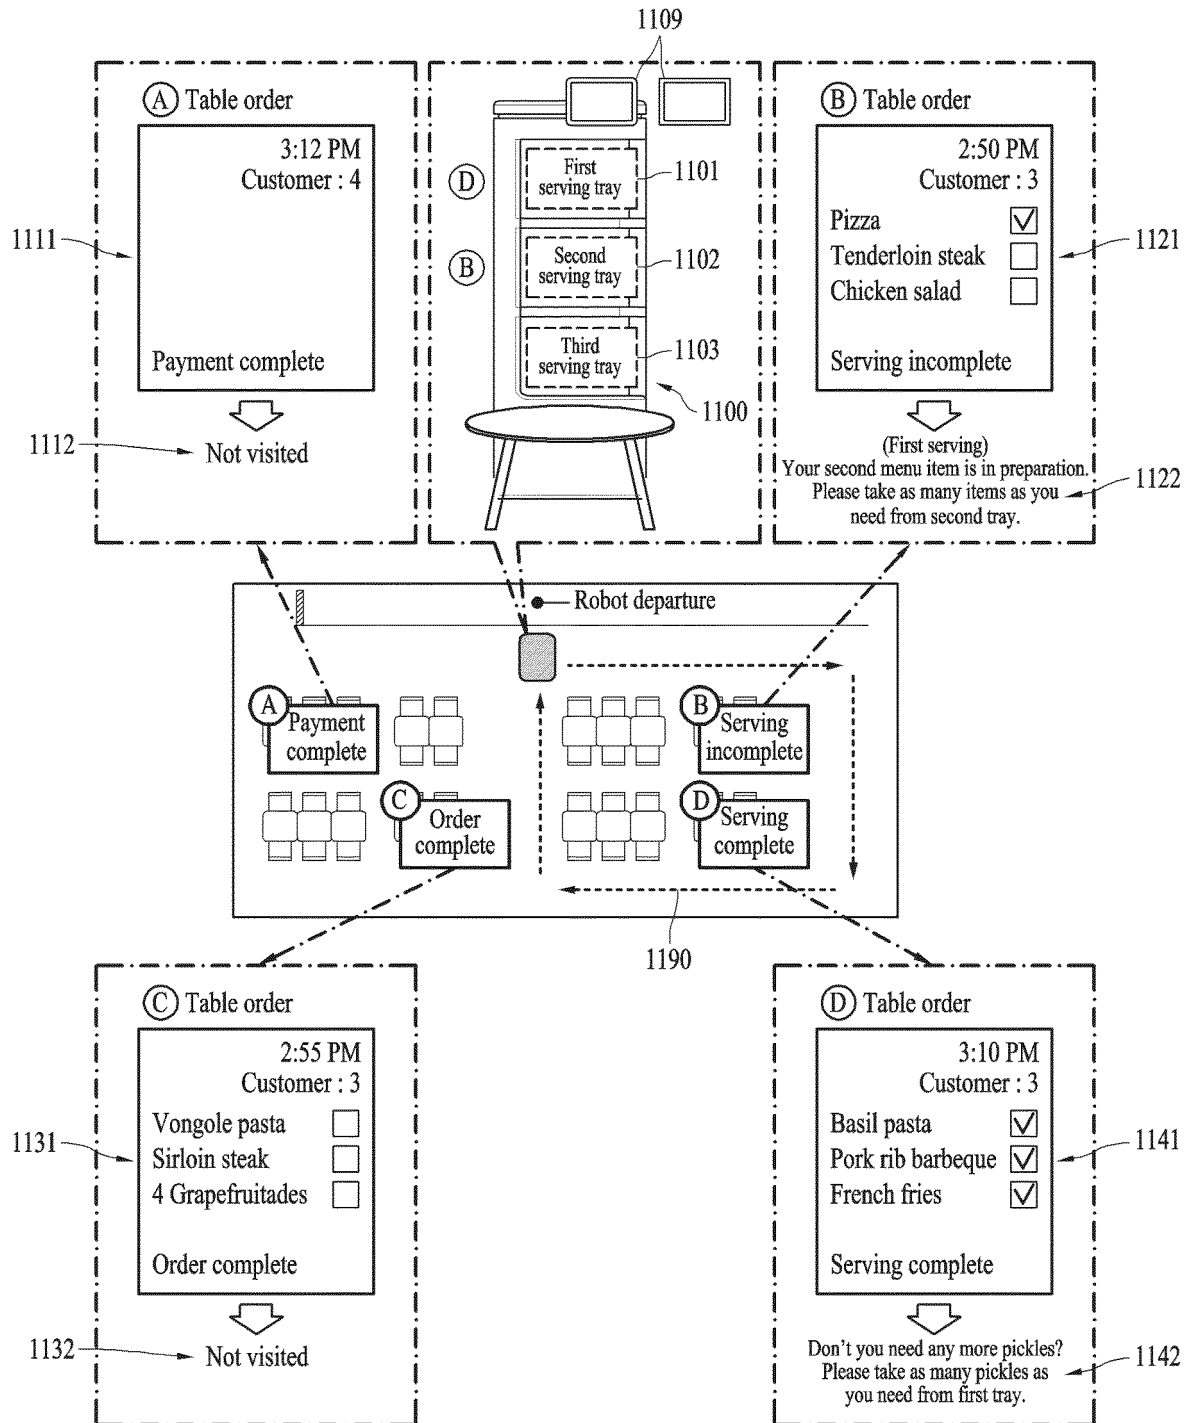 1109
A Table order
3:12 PM
Customer : 4
Payment complete
1111
1112
Not visited
D
B
First
serving tray
Second
serving tray
Third
serving tray
1101
1102
1103
1100
B Table order
2:50 PM
Customer : 3
Pizza
Tenderloin steak
Chicken salad
Serving incomplete
1121
(First serving)
Your second menu item is in preparation.
Please take as many items as you
need from second tray.
1122
Robot departure
A
Payment
complete
B
Serving
incomplete
C
Order
complete
D
Serving
complete
1190
C Table order
2:55 PM
Customer : 3
Vongole pasta
Sirloin steak
4 Grapefruitades
Order complete
1131
1132
Not visited
D Table order
3:10 PM
Customer : 3
Basil pasta
Pork rib barbeque
French fries
Serving complete
1141
Don't you need any more pickles?
Please take as many pickles as
you need from first tray.
1142